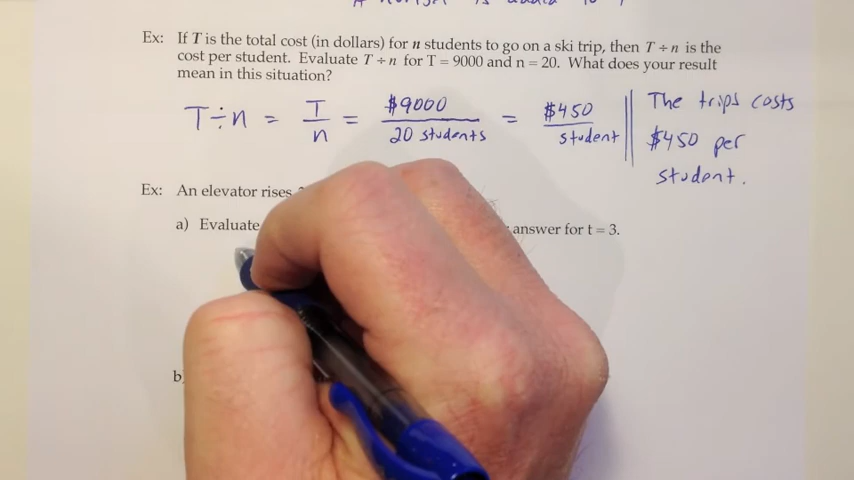 Ex: If T is the total cost (in dollars) for n students to go on a ski trip, then T ÷ n is the
cost per student. Evaluate T ÷ n for T = 9000 and n = 20. What does your result
mean in this situation?
T÷n = T/n = $9000/20 students = $450/student
The trips costs
$450 per
student.
Ex: An elevator rises
a) Evaluate answer for t = 3.
b)